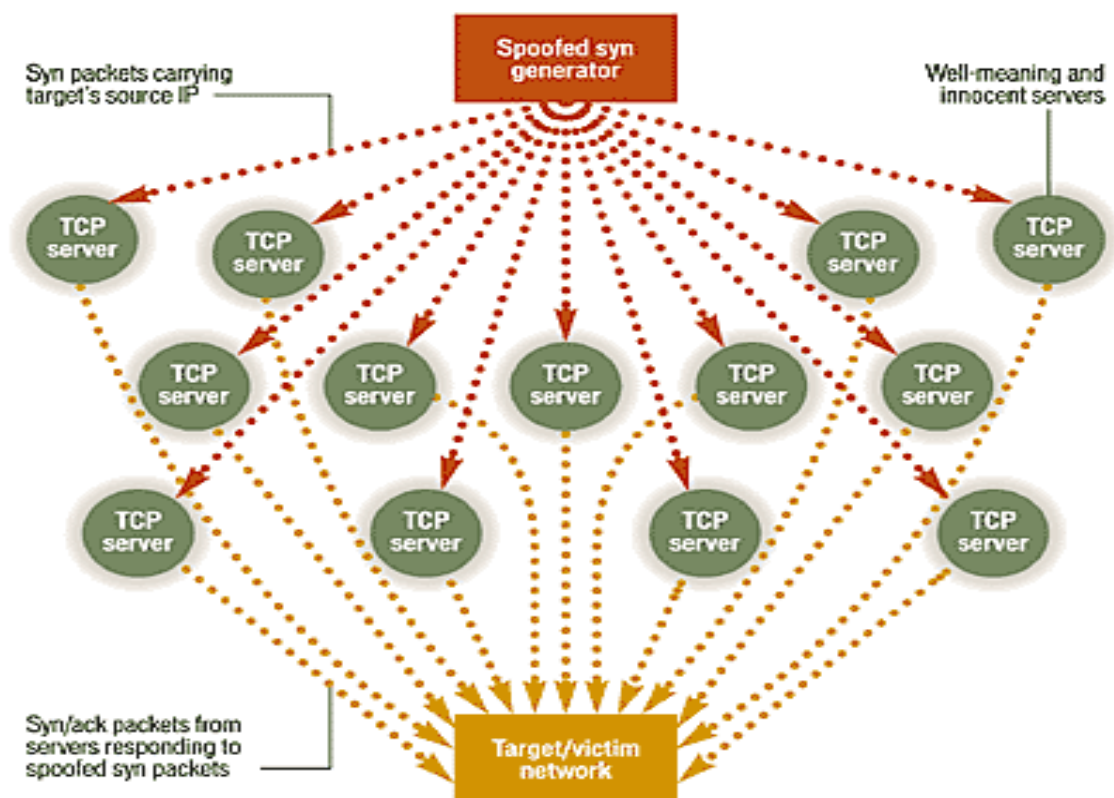 Spoofed syn
generator
Syn packets carrying
target's source IP
Well-meaning and
innocent servers
TCP
server
TCP
server
TCP
server
TCP
server
TCP
server
TCP
server
TCP
server
TCP
server
TCP
server
TCP
server
TCP
server
TCP
server
TCP
server
Syn/ack packets from
servers responding to
spoofed syn packets
Target/victim
network